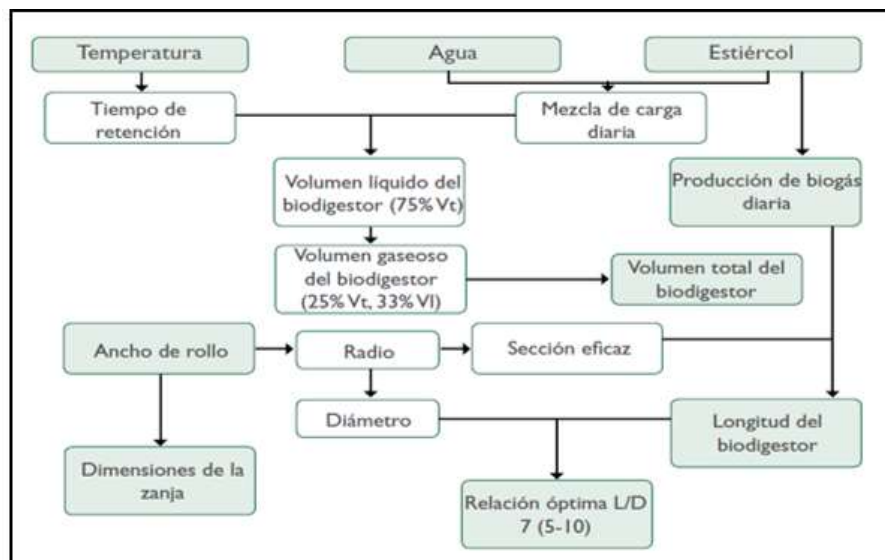 Temperatura
Agua
Estiércol
Tiempo de
retención
Mezcla de carga
diaria
Volumen líquido del
biodigestor (75% Vt)
Producción de biogás
diaria
Volumen gaseoso
del biodigestor
(25% Vt, 33% Vl)
Volumen total del
biodigestor
Ancho de rollo
Radio
Sección eficaz
Diámetro
Longitud del
biodigestor
Dimensiones de la
zanja
Relación óptima L/D
7 (5-10)